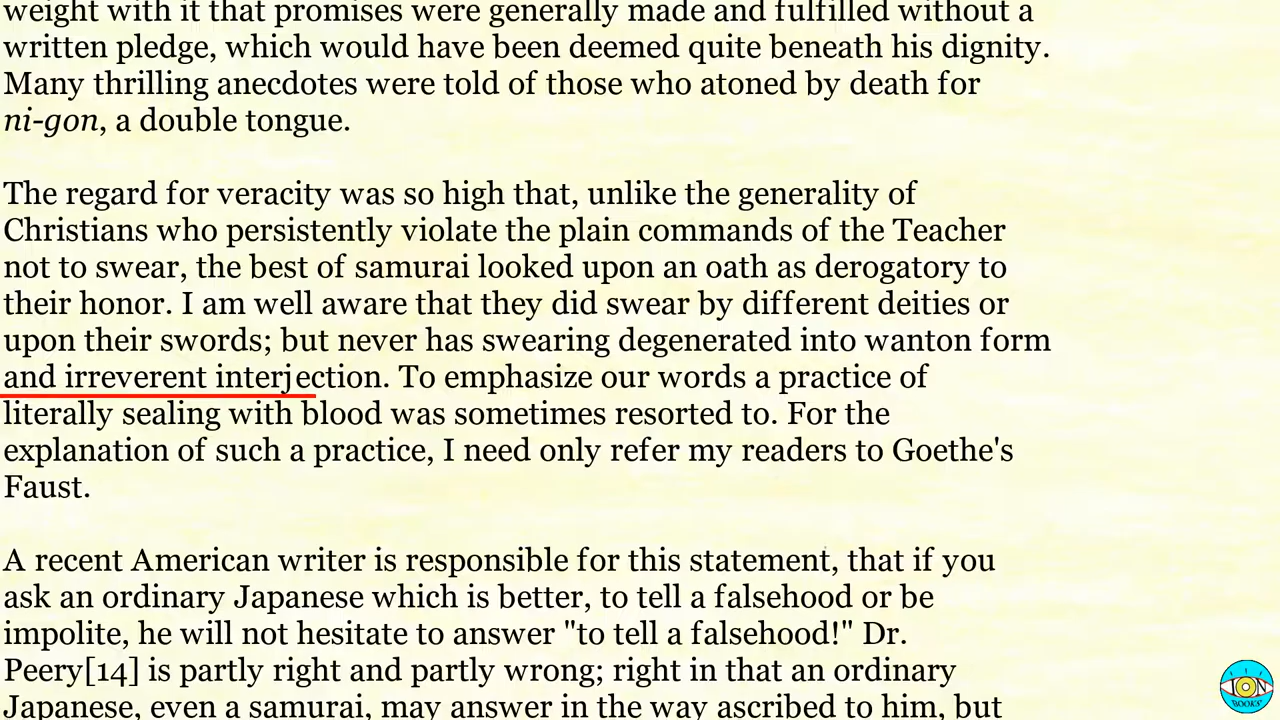 weight with it that promises were generally made and fulfilled without a
written pledge, which would have been deemed quite beneath his dignity.
Many thrilling anecdotes were told of those who atoned by death for
ni-gon, a double tongue.
The regard for veracity was so high that, unlike the generality of
Christians who persistently violate the plain commands of the Teacher
not to swear, the best of samurai looked upon an oath as derogatory to
their honor. I am well aware that they did swear by different deities or
upon their swords; but never has swearing degenerated into wanton form
and irreverent interjection. To emphasize our words a practice of
literally sealing with blood was sometimes resorted to. For the
explanation of such a practice, I need only refer my readers to Goethe's
Faust.
A recent American writer is responsible for this statement, that if you
ask an ordinary Japanese which is better, to tell a falsehood or be
impolite, he will not hesitate to answer "to tell a falsehood!" Dr.
Peery[14] is partly right and partly wrong; right in that an ordinary
Japanese, even a samurai, may answer in the way ascribed to him, but
ION
BOOKS